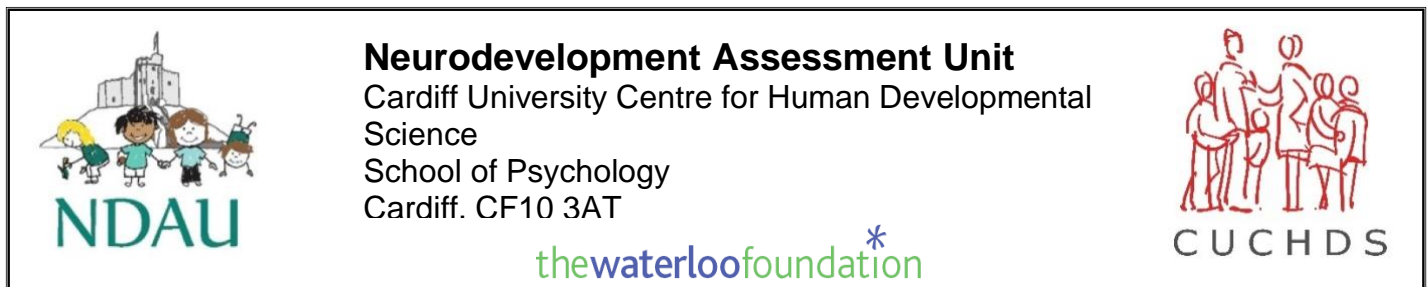 NDAU
Neurodevelopment Assessment Unit
Cardiff University Centre for Human Developmental
Science
School of Psychology
Cardiff. CF10 3AT
thewaterloofoundation
CUCHDS